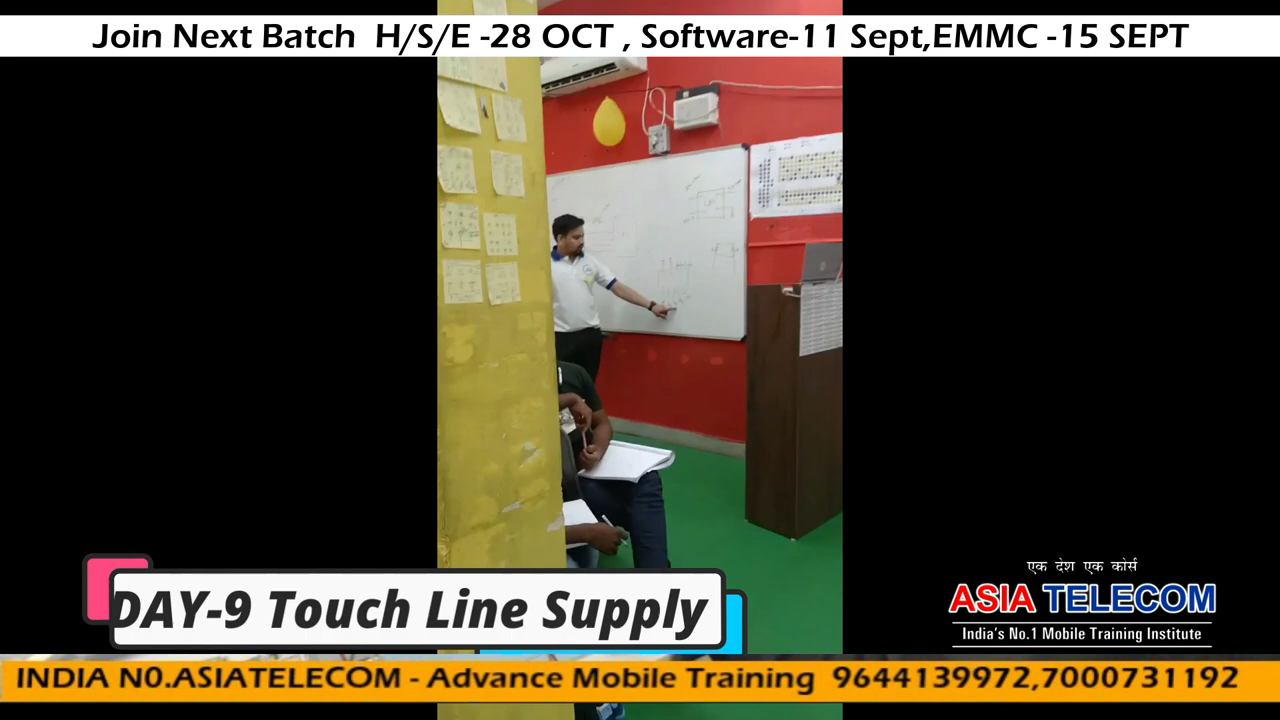 Join Next Batch H/S/E -28 OCT , Software-11 Sept,EMMC -15 SEPT
DAY-9 Touch Line Supply
एक देश एक कोर्स
ASIA TELECOM
India's No.1 Mobile Training Institute
INDIA N0.ASIATELECOM - Advance Mobile Training 9644139972,7000731192